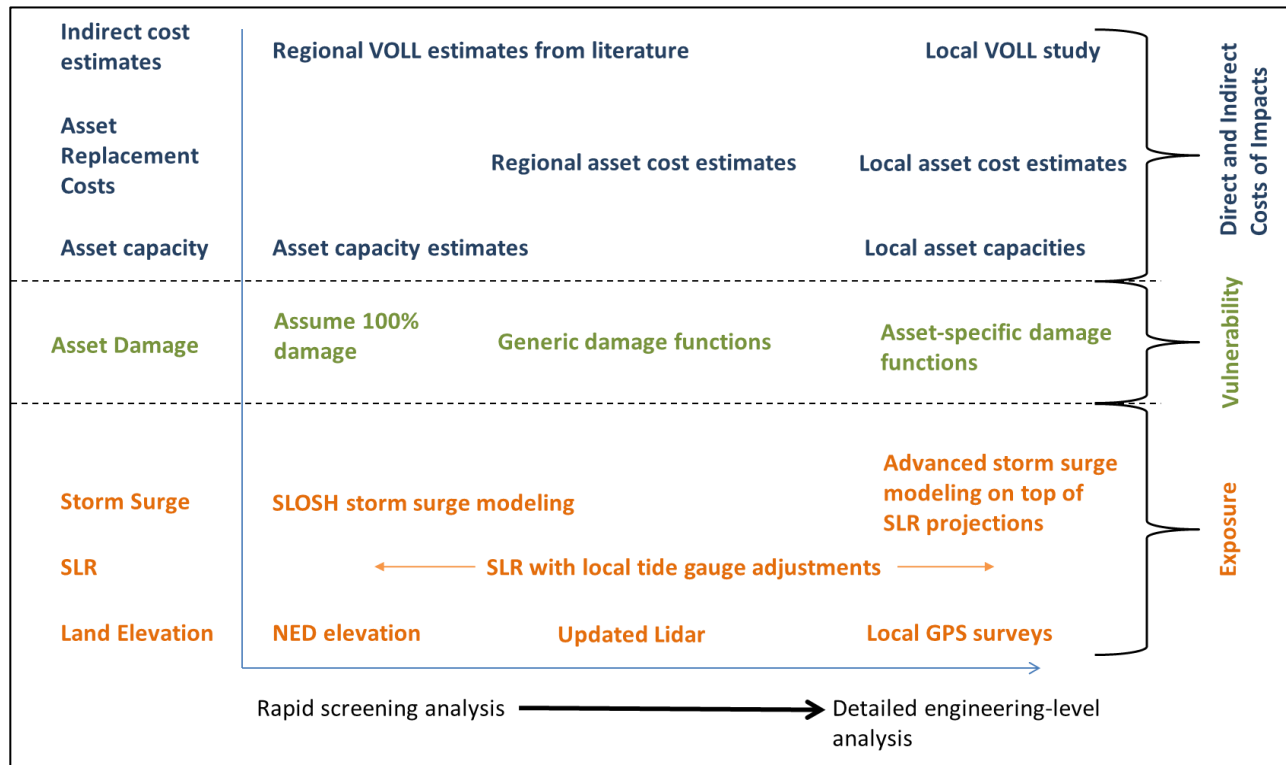 Indirect cost
estimates
Regional VOLL estimates from literature
Local VOLL study
Asset
Replacement
Costs
Regional asset cost estimates
Local asset cost estimates
Asset capacity
Asset capacity estimates
Local asset capacities
Direct and Indirect
Costs of Impacts
Asset Damage
Assume 100%
damage
Generic damage functions
Asset-specific damage
functions
Vulnerability
Storm Surge
SLOSH storm surge modeling
Advanced storm surge
modeling on top of
SLR projections
SLR
SLR with local tide gauge adjustments
Land Elevation
NED elevation
Updated Lidar
Local GPS surveys
Exposure
Rapid screening analysis
Detailed engineering-level
analysis